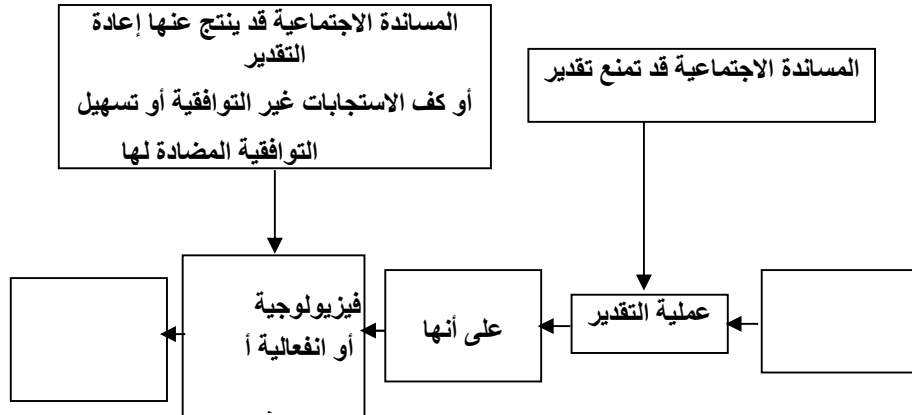 المساندة الاجتماعية قد تمنع تقدير
المساندة الاجتماعية قد ينتج عنها إعادة
التقدير
أو كف الاستجابات غير التوافقية أو تسهيل
التوافقية المضادة لها
عملية التقدير
على أنها
فيزيولوجية
أو انفعالية أ